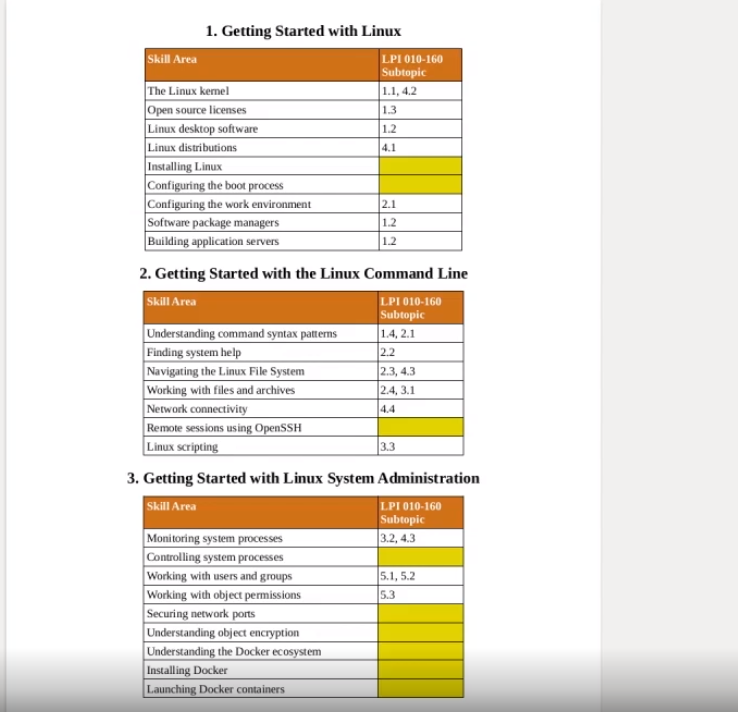 1. Getting Started with Linux
Skill Area LPI 010-160
Subtopic
The Linux kernel 1.1, 4.2
Open source licenses 1.3
Linux desktop software 1.2
Linux distributions 4.1
Installing Linux
Configuring the boot process
Configuring the work environment 2.1
Software package managers 1.2
Building application servers 1.2
2. Getting Started with the Linux Command Line
Skill Area LPI 010-160
Subtopic
Understanding command syntax patterns 1.4, 2.1
Finding system help 2.2
Navigating the Linux File System 2.3, 4.3
Working with files and archives 2.4, 3.1
Network connectivity 4.4
Remote sessions using OpenSSH
Linux scripting 3.3
3. Getting Started with Linux System Administration
Skill Area LPI 010-160
Subtopic
Monitoring system processes 3.2, 4.3
Controlling system processes
Working with users and groups 5.1, 5.2
Working with object permissions 5.3
Securing network ports
Understanding object encryption
Understanding the Docker ecosystem
Installing Docker
Launching Docker containers